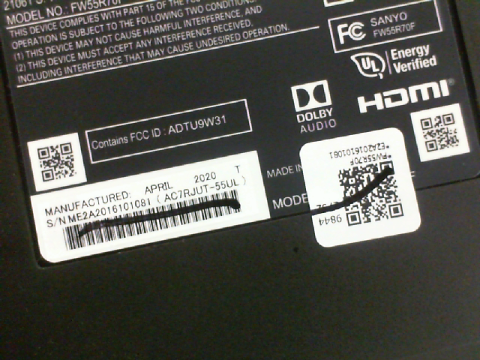 MODEL NO.: FW55R70F
THIS DEVICE COMPLIES WITH PART 15 OF THE
OPERATION IS SUBJECT TO THE FOLLOWING TWO CONDITIONS:
(1) THIS DEVICE MAY NOT CAUSE HARMFUL INTERFERENCE, AND
(2) THIS DEVICE MUST ACCEPT ANY INTERFERENCE RECEIVED,
INCLUDING INTERFERENCE THAT MAY CAUSE UNDESIRED OPERATION.
FC SANYO
FW55R70F
UL Energy
Verified
DOLBY
AUDIO
HDMI
Contains FCC ID : ADTU9W31
MADE IN
MODE
MANUFACTURED: APRIL 2020 T
S/N ME2A2016101081 (AC7RJUT-55UL)
*FW55R70F
9844